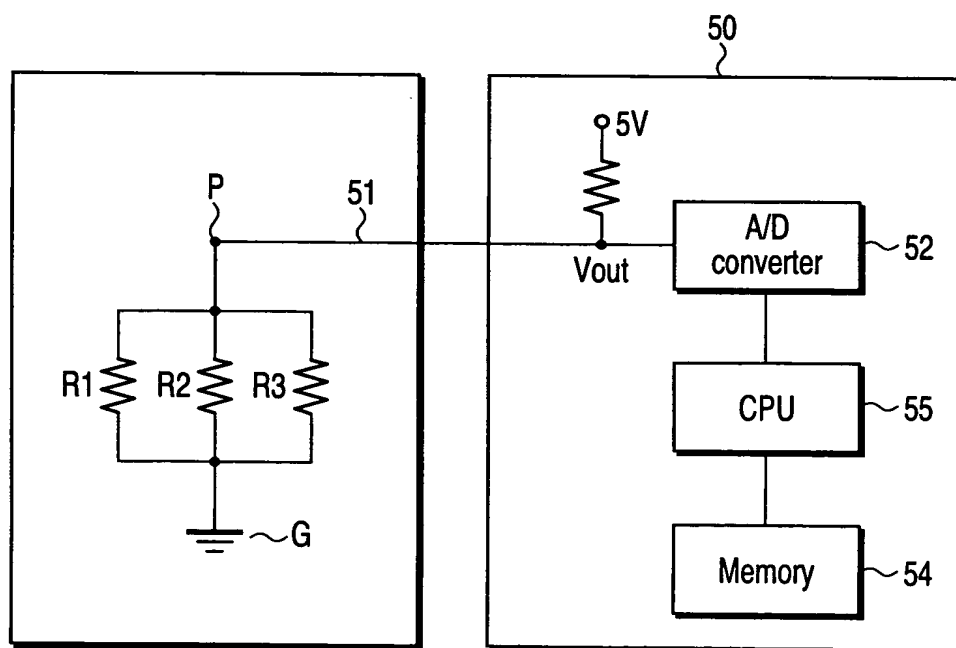 50
5V
P
51
A/D
converter
52
Vout
R1
R2
R3
CPU
55
G
Memory
54